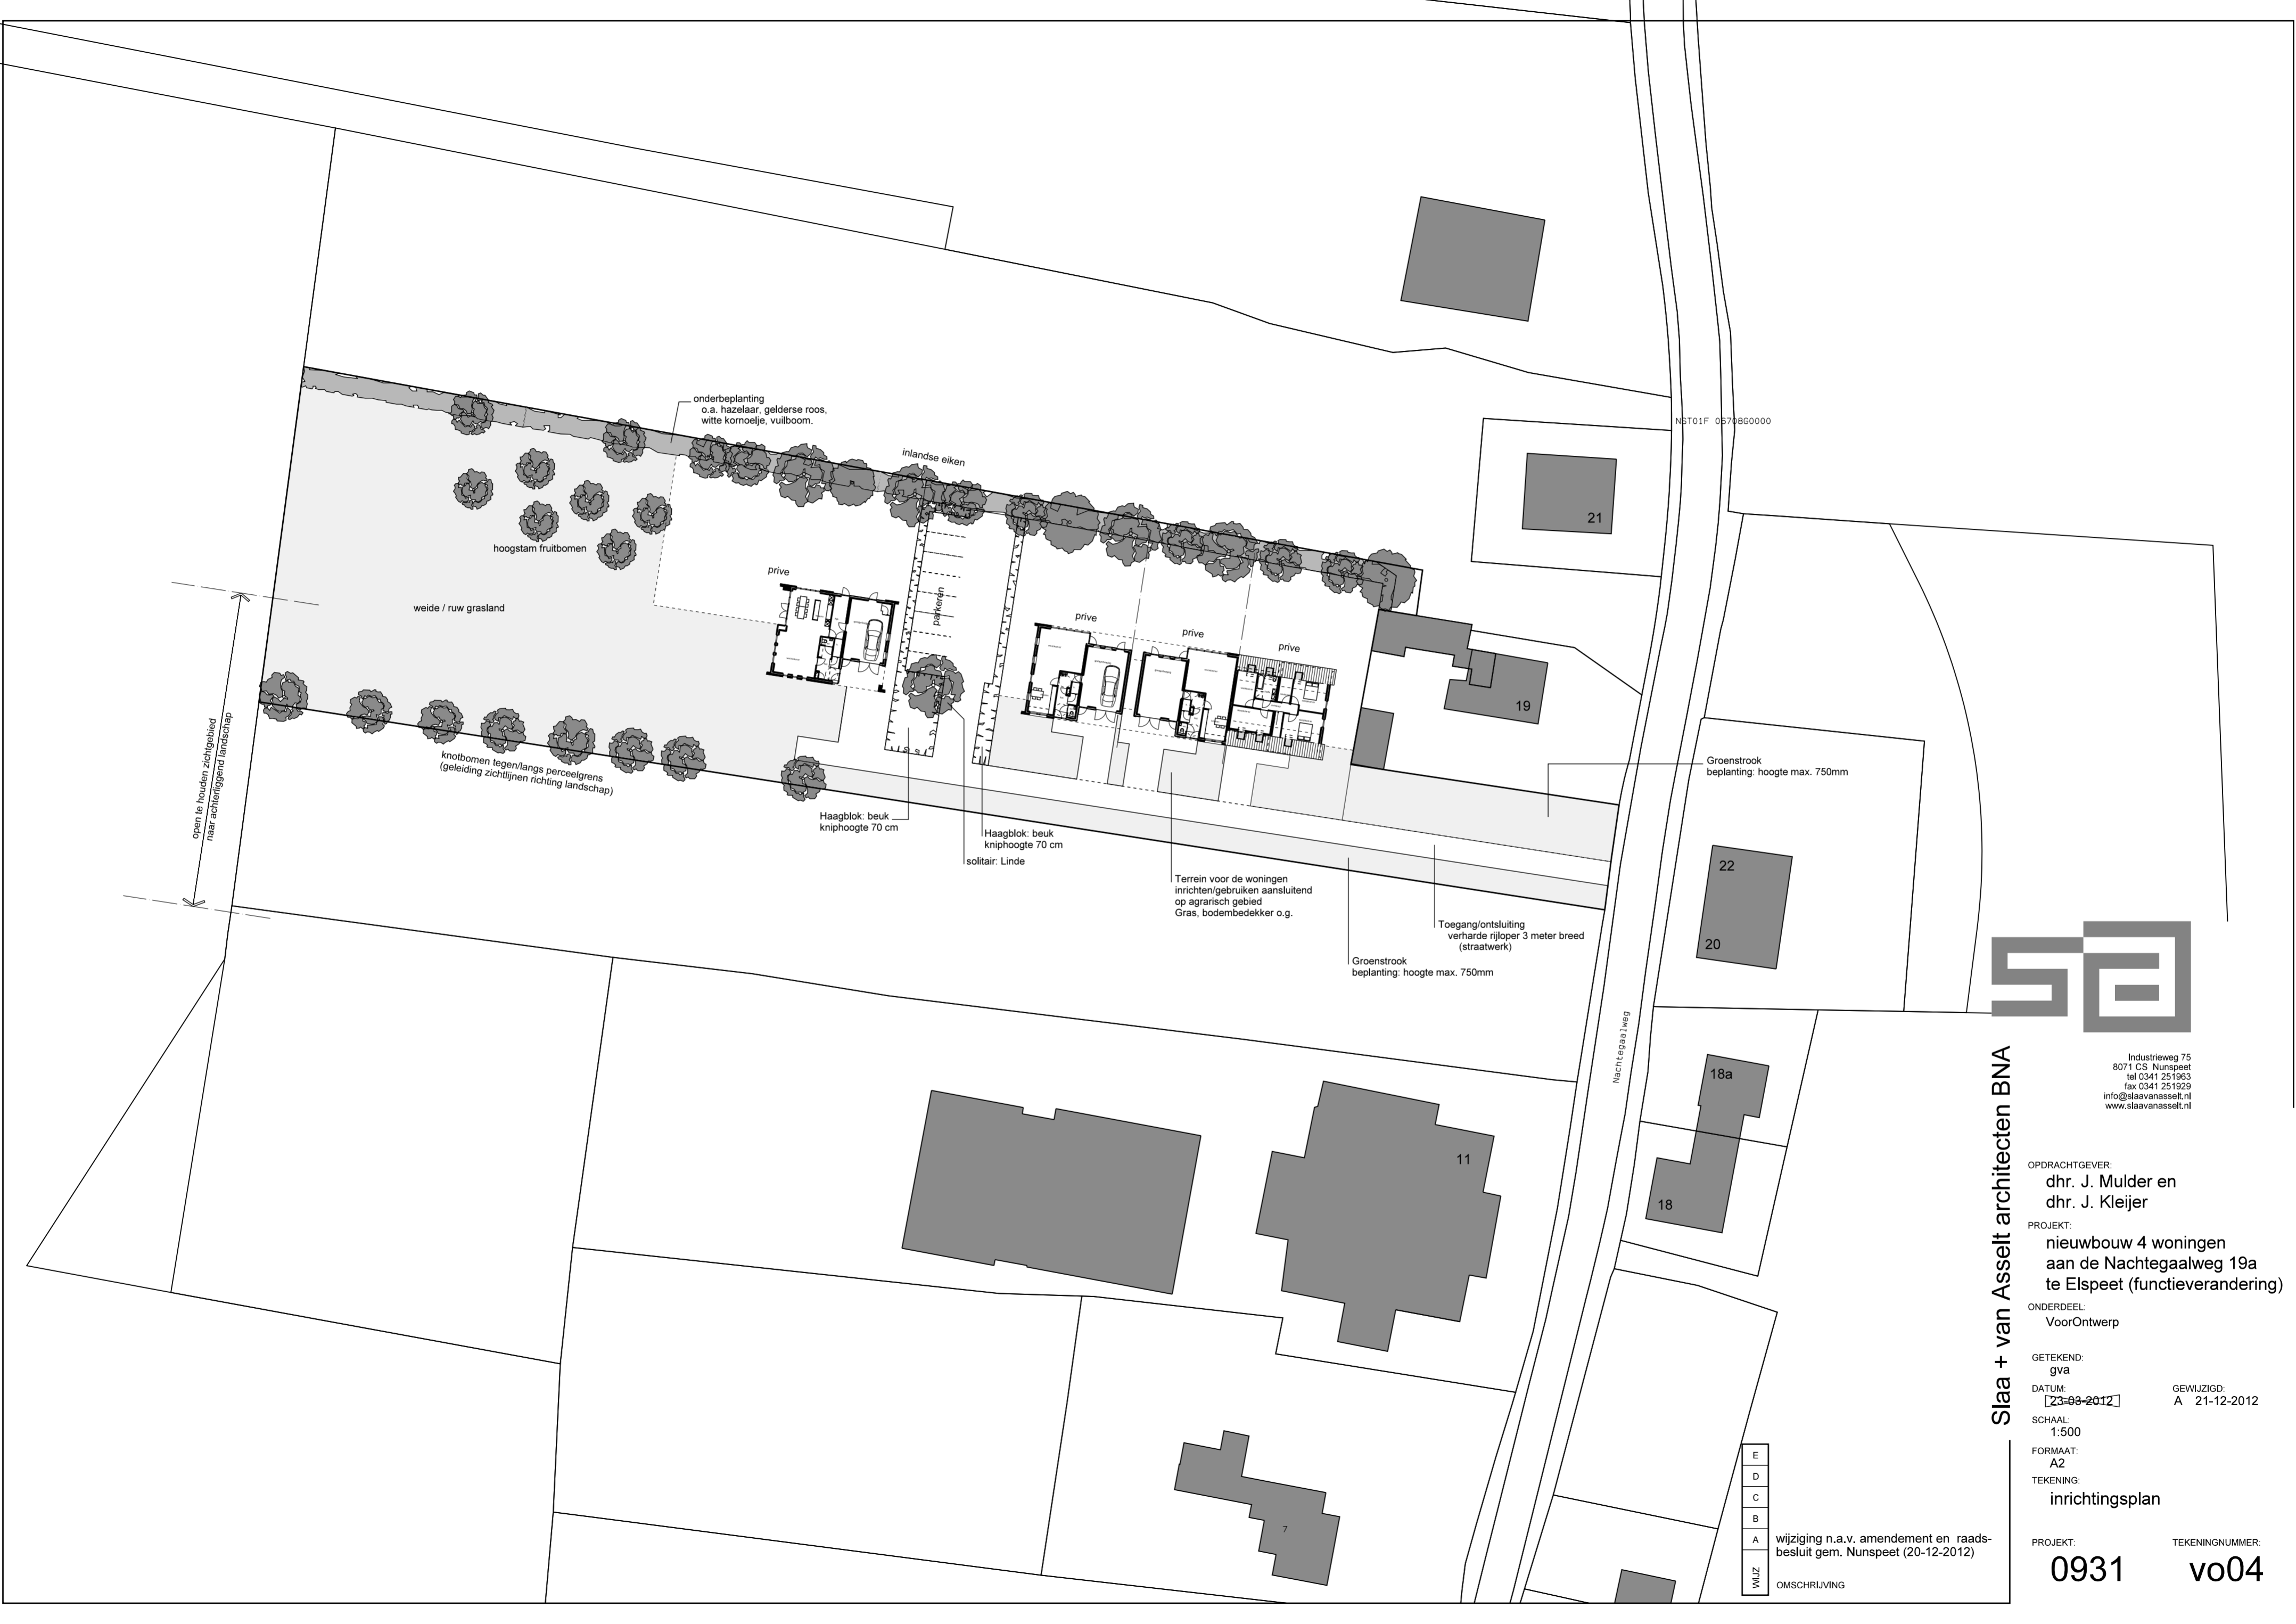 onderbeplanting
o.a. hazelaar, gelderse roos,
witte kornoelje, vuilboom.
inlandse eiken
hoogstam fruitbomen
weide / ruw grasland
prive
parkeren
prive
prive
prive
open te houden zichtgebied
naar achterliggend landschap
knotbomen tegen/langs perceelgrens
(geleiding zichtlijnen richting landschap)
Haagblok: beuk
kniphoogte 70 cm
Haagblok: beuk
kniphoogte 70 cm
solitair: Linde
Terrein voor de woningen
inrichten/gebruiken aansluitend
op agrarisch gebied
Gras, bodembedekker o.g.
Toegang/ontsluiting
verharde rijloper 3 meter breed
(straatwerk)
Groenstrook
beplanting: hoogte max. 750mm
Groenstrook
beplanting: hoogte max. 750mm
NST01F 05708G0000
21
19
22
20
18a
18
11
7
Nachtegaalweg
sa
Slaa + van Asselt architecten BNA
Industrieweg 75
8071 CS Nunspeet
tel 0341 251963
fax 0341 251929
info@slaavanasselt.nl
www.slaavanasselt.nl
OPDRACHTGEVER:
dhr. J. Mulder en
dhr. J. Kleijer
PROJEKT:
nieuwbouw 4 woningen
aan de Nachtegaalweg 19a
te Elspeet (functieverandering)
ONDERDEEL:
VoorOntwerp
GETEKEND:
gva
DATUM: GEWIJZIGD:
23-03-2012 A 21-12-2012
SCHAAL:
1:500
FORMAAT:
A2
TEKENING:
inrichtingsplan
PROJEKT: TEKENINGNUMMER:
0931 vo04
E
D
C
B
A wijziging n.a.v. amendement en raads-
besluit gem. Nunspeet (20-12-2012)
WIJZ OMSCHRIJVING